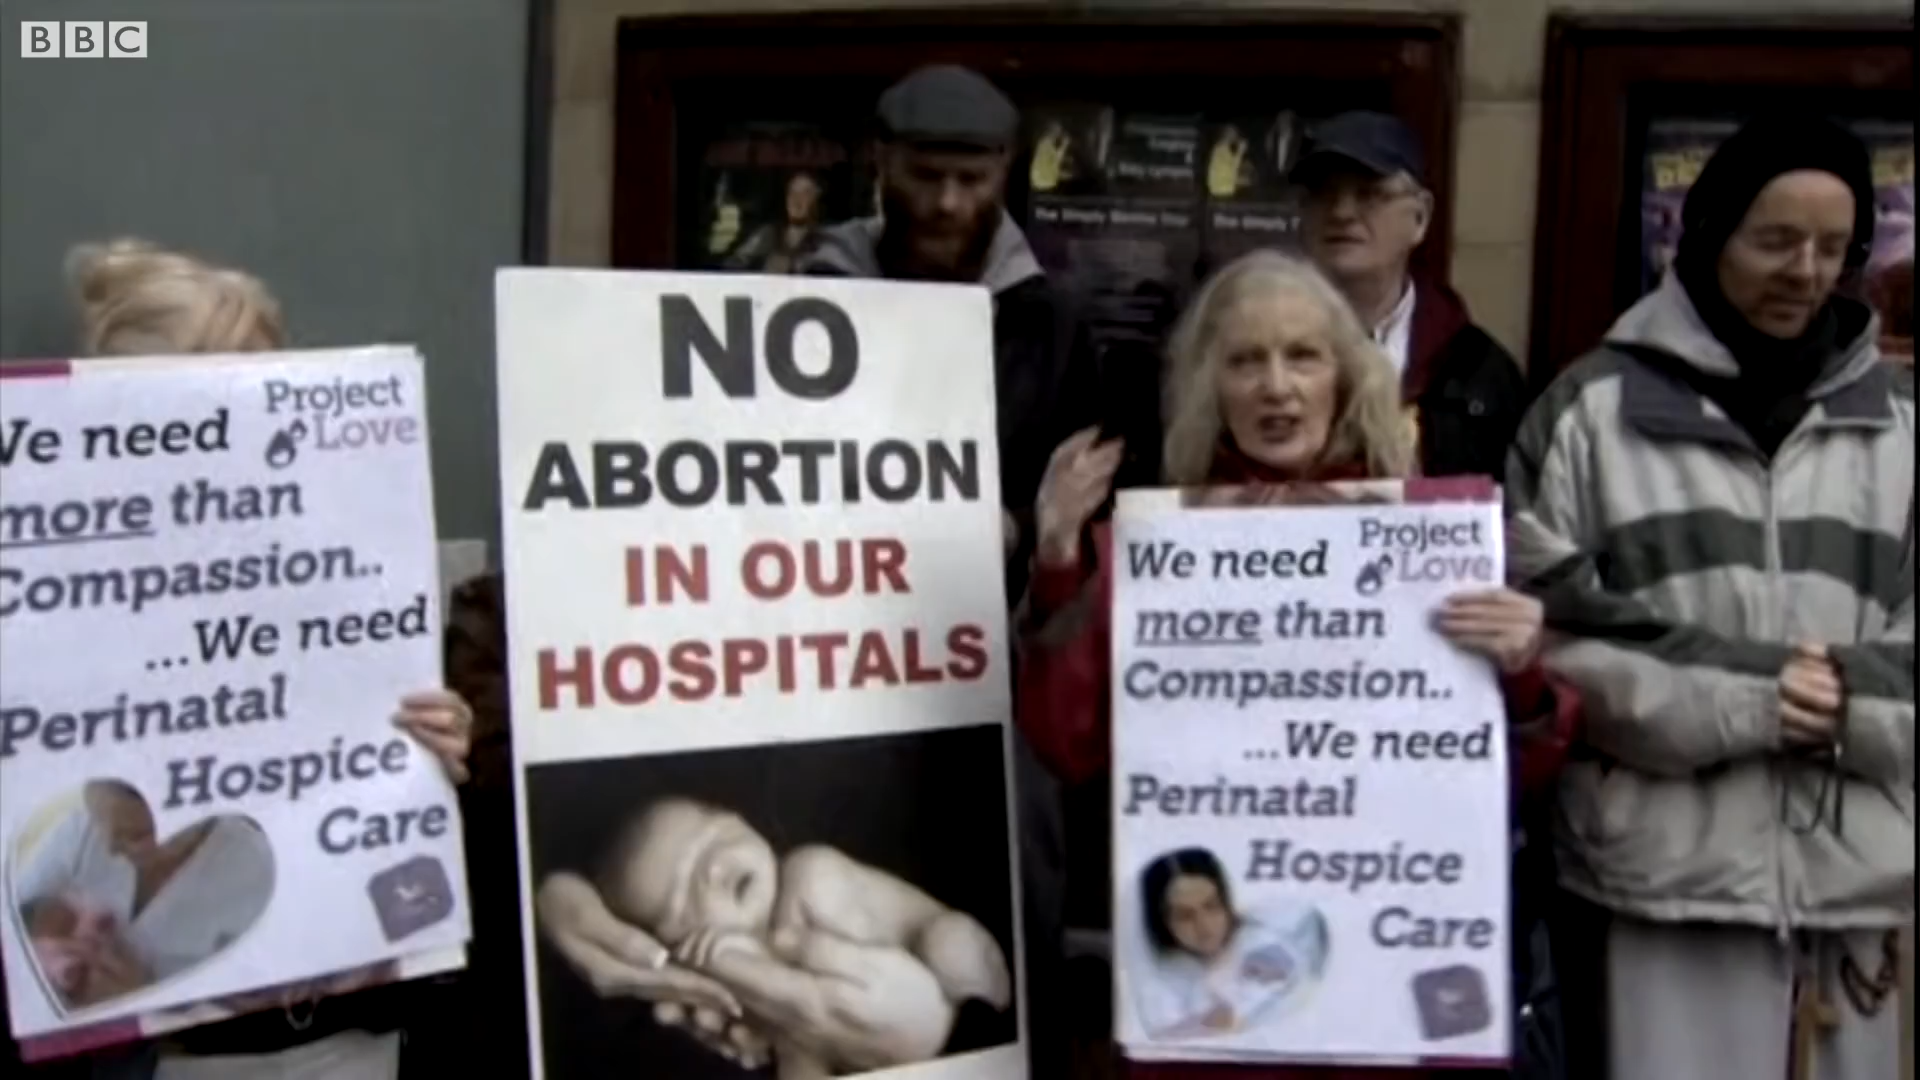 BBC
Project
Love
We need
more than
Compassion..
...We need
Perinatal
Hospice
Care
NO
ABORTION
IN OUR
HOSPITALS
Project
Love
We need
more than
Compassion..
...We need
Perinatal
Hospice
Care